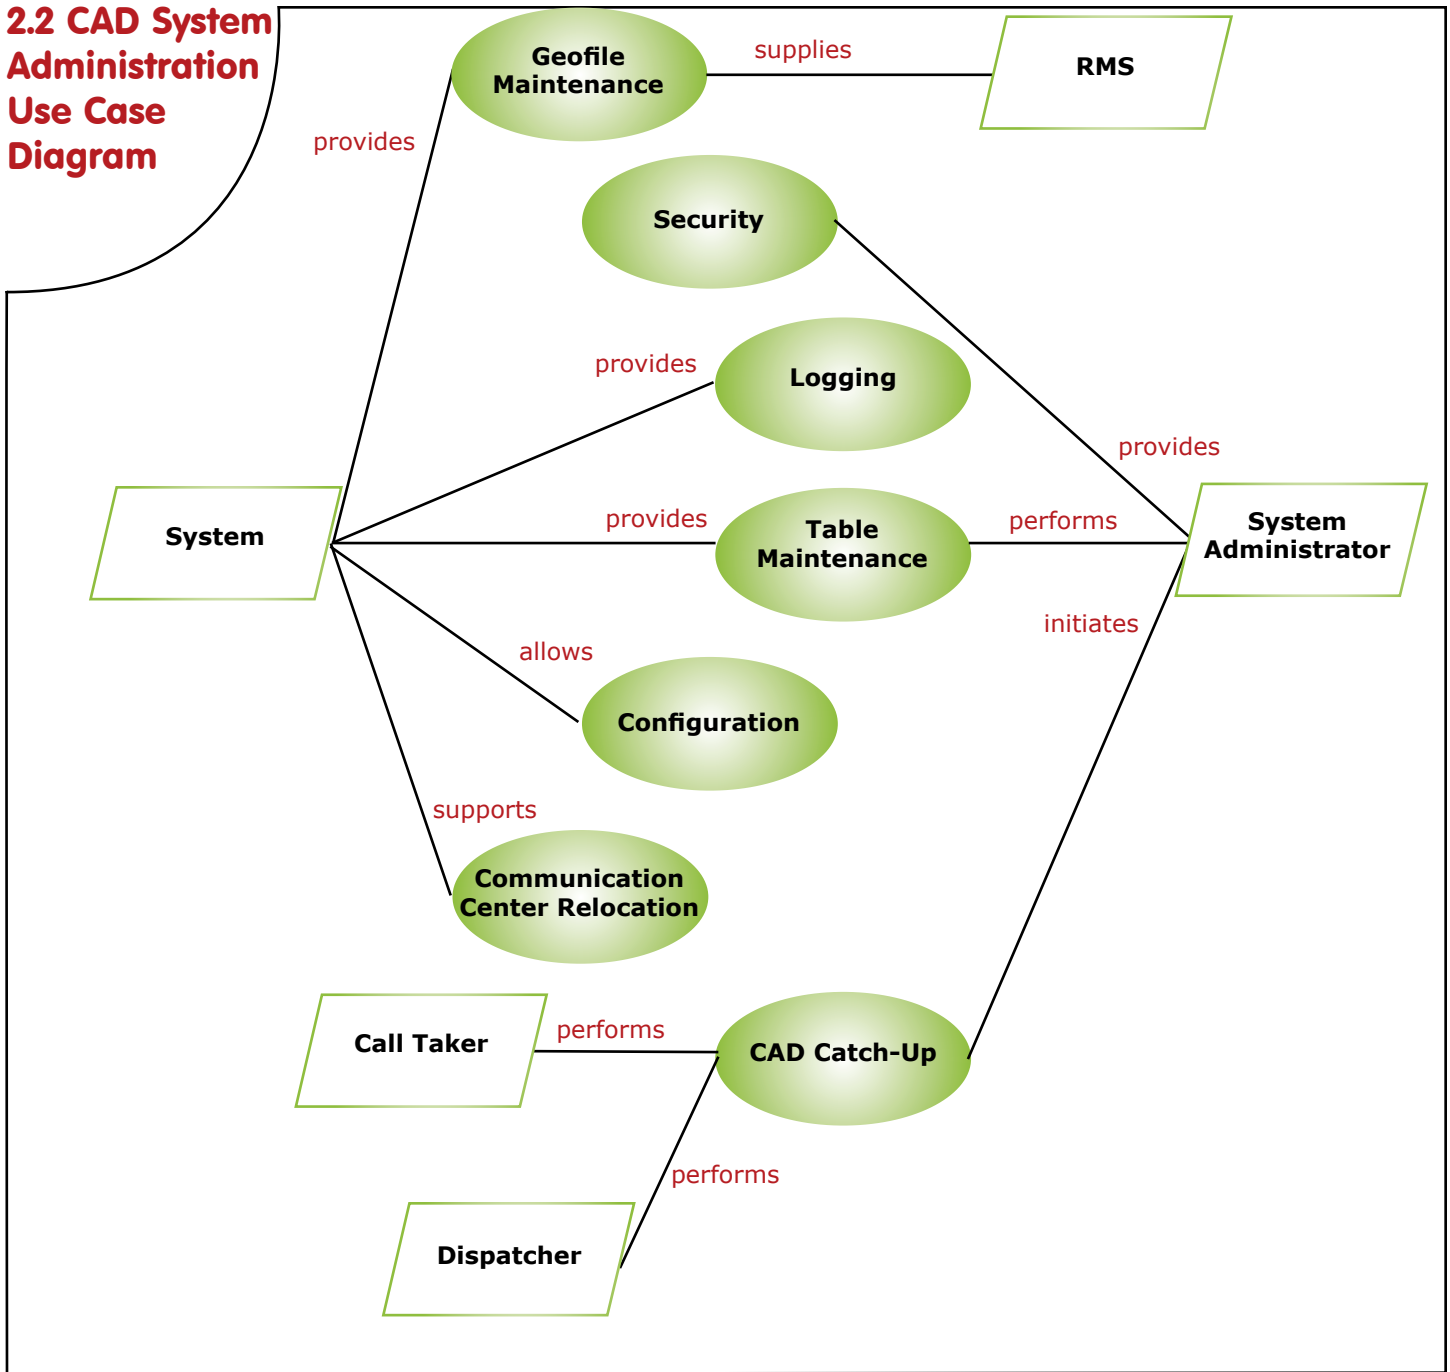 2.2 CAD System
Administration
Use Case
Diagram
Geofile
Maintenance
supplies
RMS
provides
Security
provides
Logging
provides
System
provides
Table
Maintenance
performs
System
Administrator
initiates
allows
Configuration
supports
Communication
Center Relocation
Call Taker
performs
CAD Catch-Up
performs
Dispatcher